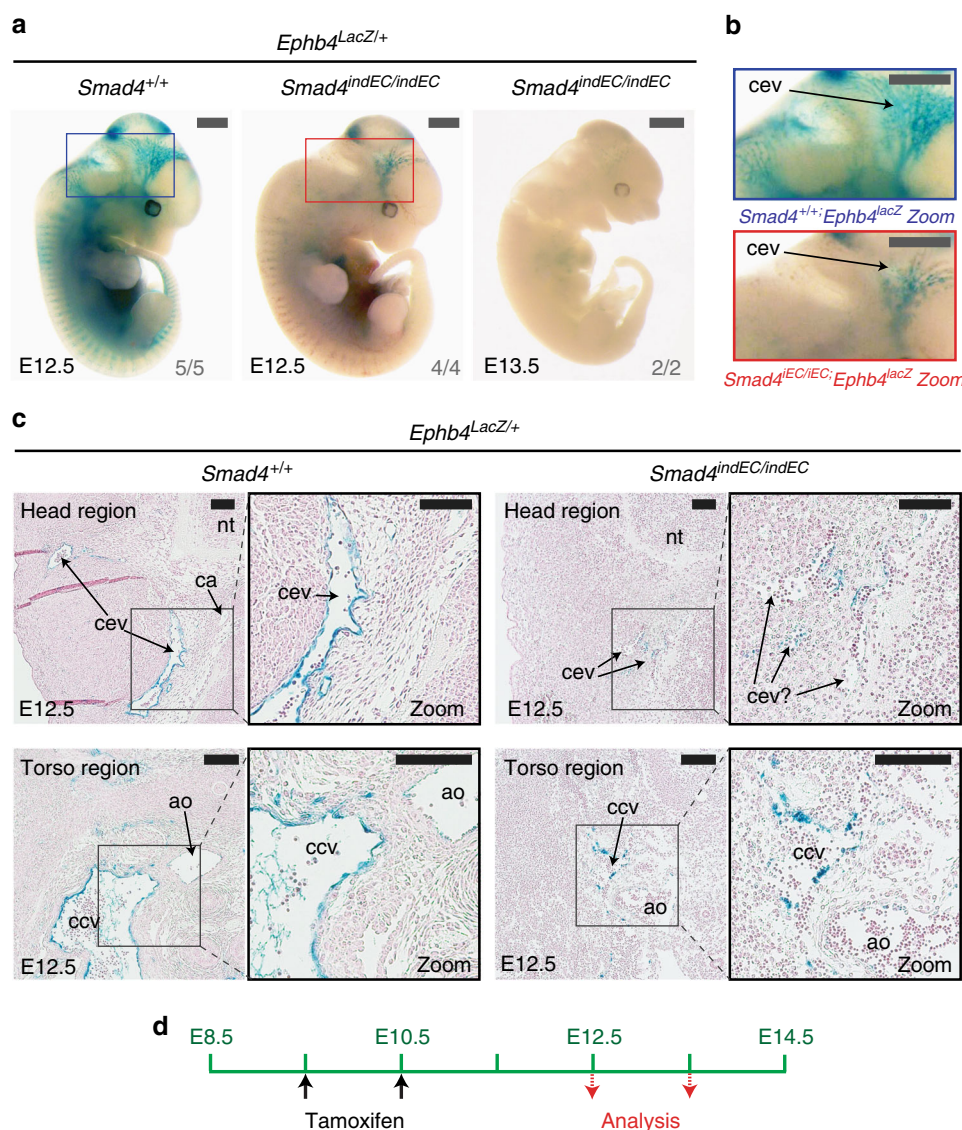 a
Ephb4LacZ/+
Smad4+/+
Smad4indEC/indEC
Smad4indEC/indEC
E12.5
5/5
E12.5
4/4
E13.5
2/2
b
cev
Smad4+/+;Ephb4lacZ Zoom
cev
Smad4iEC/iEC;Ephb4lacZ Zoom
c
Ephb4LacZ/+
Smad4+/+
Smad4indEC/indEC
Head region
nt
ca
cev
E12.5
cev
Zoom
Head region
nt
cev
E12.5
cev?
Zoom
Torso region
ao
ccv
E12.5
ao
ccv
Zoom
Torso region
ccv
ao
E12.5
ccv
ao
Zoom
d
E8.5 E10.5 E12.5 E14.5
Tamoxifen Analysis